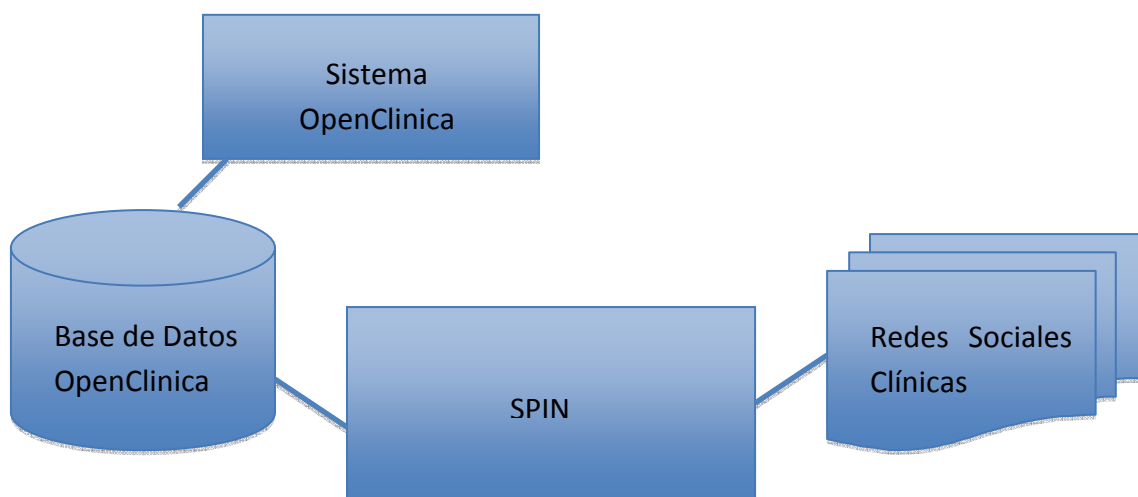 Sistema
OpenClinica
Base de Datos
OpenClinica
SPIN
Redes Sociales
Clínicas